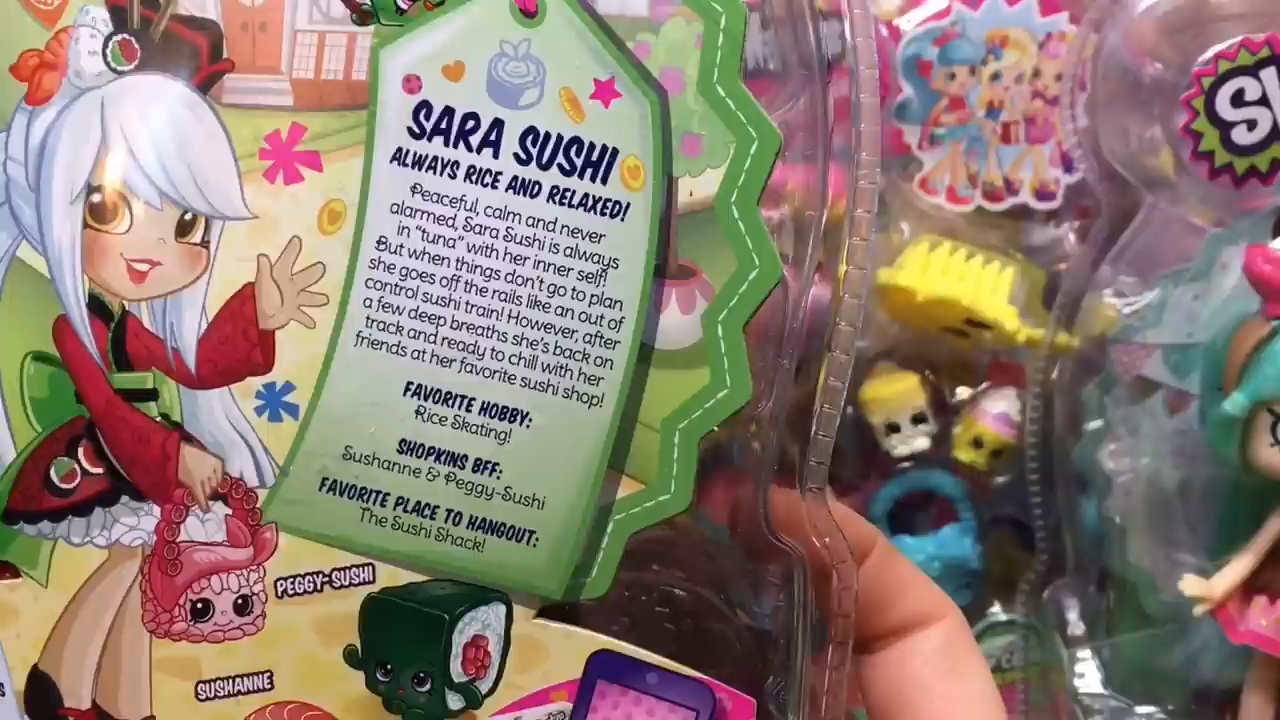 SARA SUSHI
ALWAYS RICE AND RELAXED!
Peaceful, calm and never
alarmed, Sara Sushi is always
in "tuna" with her inner self!
But when things don't go to plan
she goes off the rails like an out of
control sushi train! However, after
a few deep breaths she's back on
track and ready to chill with her
friends at her favorite sushi shop!
FAVORITE HOBBY:
Rice Skating!
SHOPKINS BFF:
Sushanne & Peggy-Sushi
FAVORITE PLACE TO HANGOUT:
The Sushi Shack!
PEGGY-SUSHI
SUSHANNE